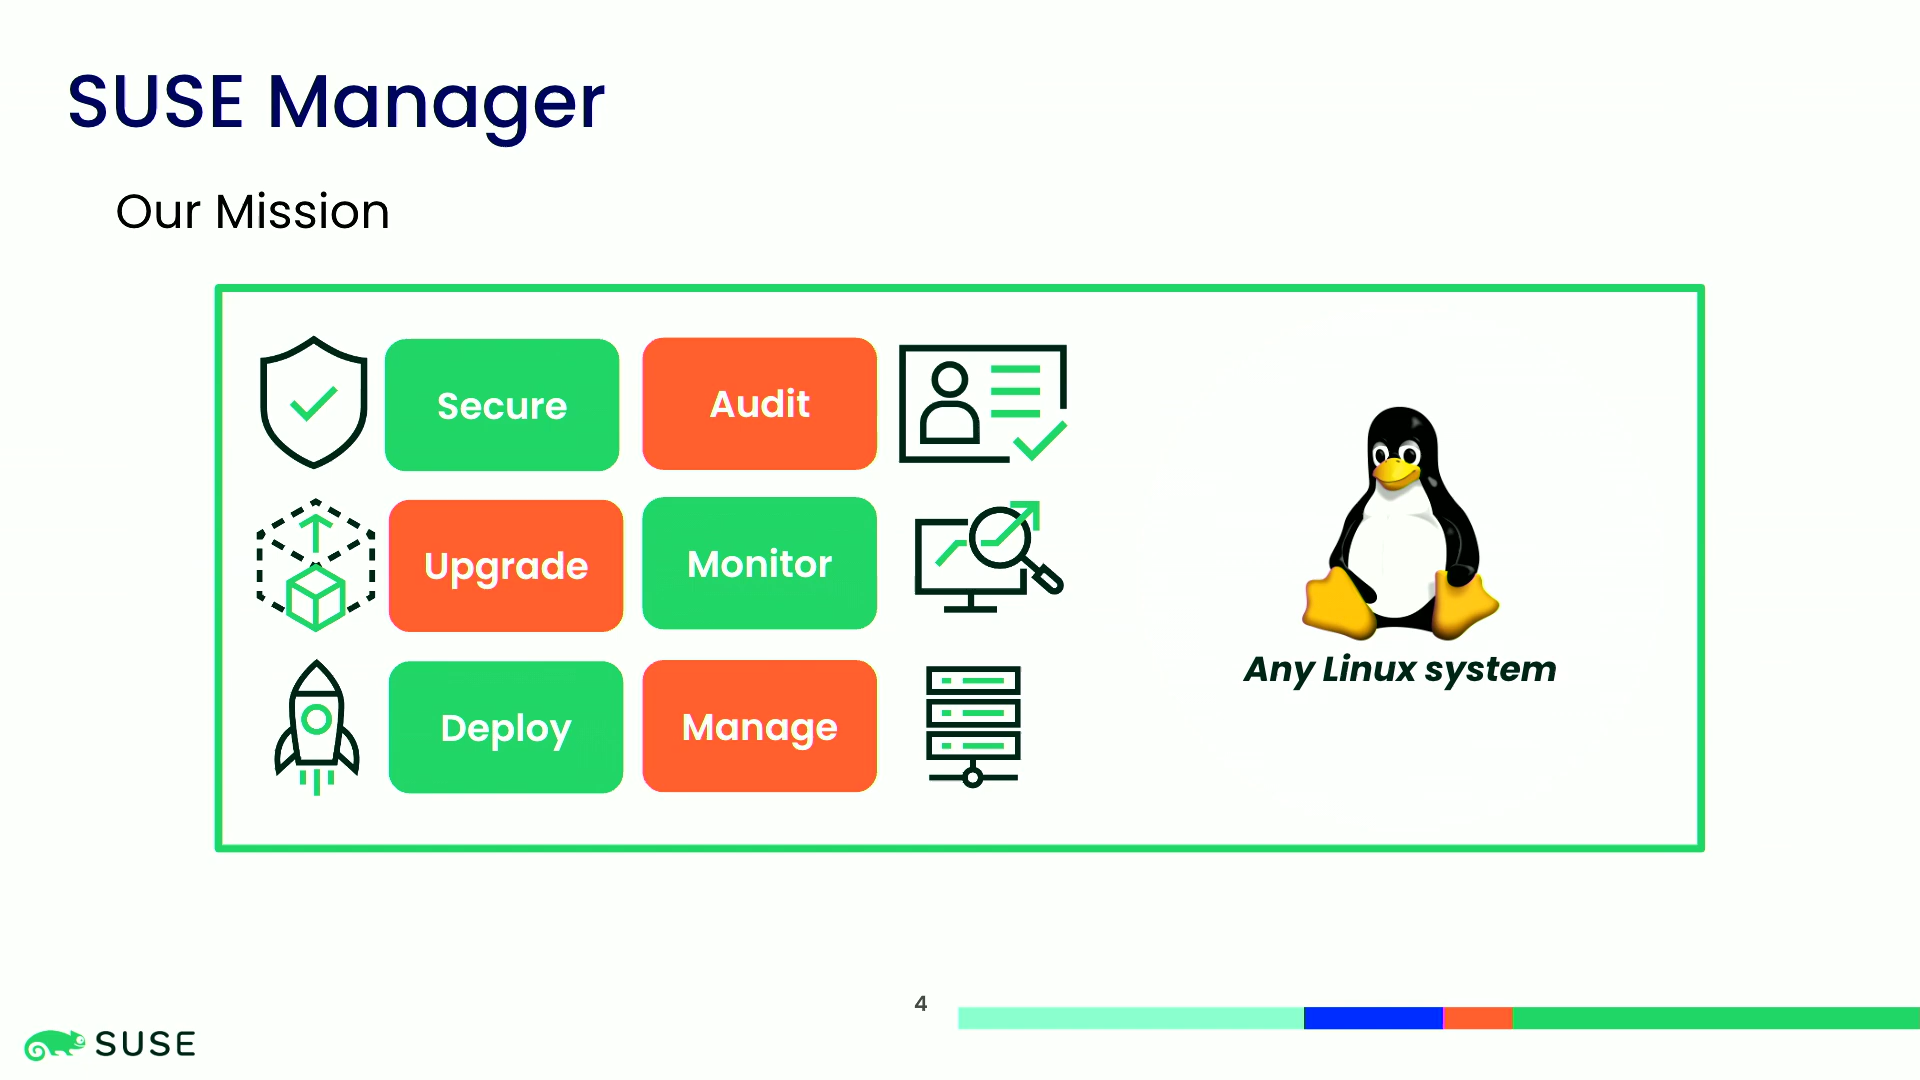 SUSE Manager
Our Mission
Secure
Audit
Upgrade
Monitor
Deploy
Manage
Any Linux system
4
SUSE